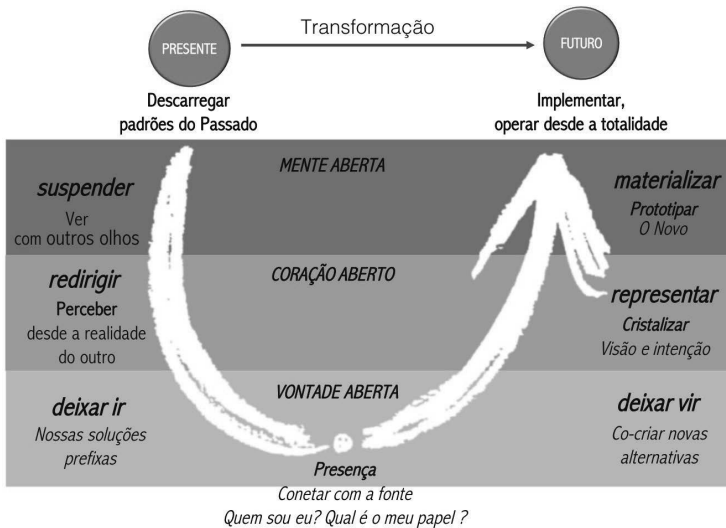 Transformação
PRESENTE
FUTURO
Descarregar
padrões do Passado
Implementar,
operar desde a totalidade
MENTE ABERTA
suspender
Ver
com outros olhos
materializar
Prototipar
O Novo
CORAÇÃO ABERTO
redirigir
Perceber
desde a realidade
do outro
representar
Cristalizar
Visão e intenção
VONTADE ABERTA
deixar ir
Nossas soluções
prefixas
deixar vir
Co-criar novas
alternativas
Presença
Conetar com a fonte
Quem sou eu? Qual é o meu papel ?